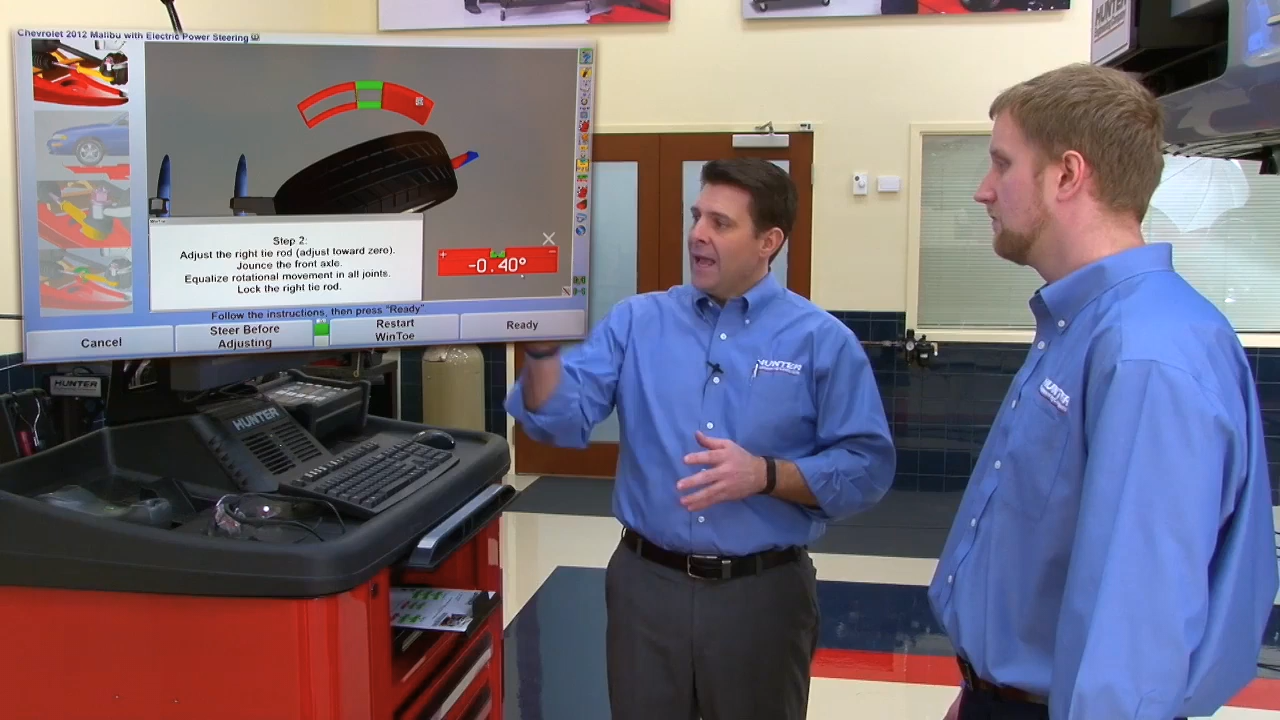 Chevrolet 2012 Malibu with Electric Power Steering
Step 2:
Adjust the right tie rod (adjust toward zero).
Jounce the front axle.
Equalize rotational movement in all joints.
Lock the right tie rod.
-0.40°
Follow the instructions, then press "Ready"
Cancel
Steer Before
Adjusting
Restart
WinToe
Ready
HUNTER
HUNTER
HUNTER
HUNTER
HUNTER